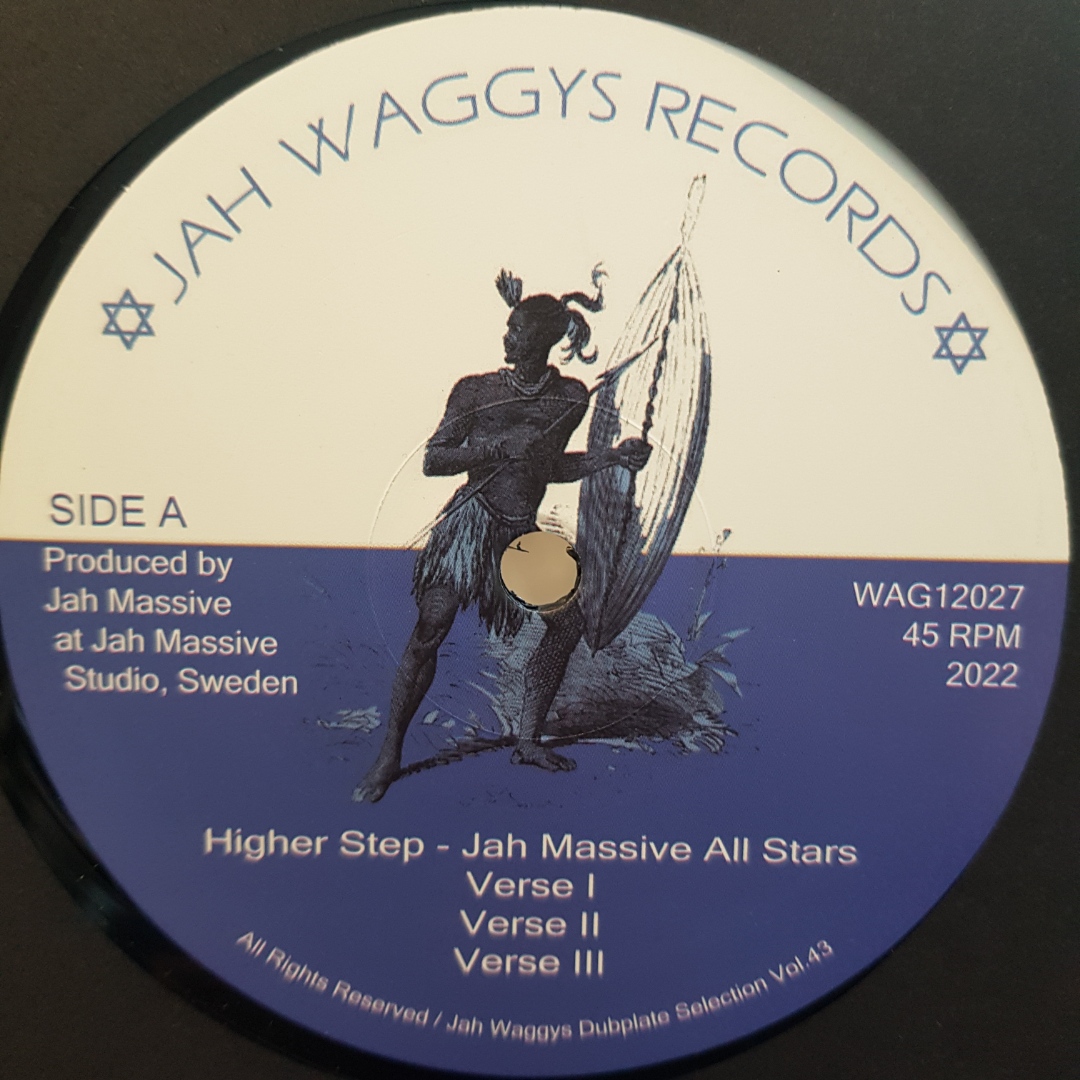 JAH WAGGYS RECORDS
SIDE A
Produced by
Jah Massive
at Jah Massive
Studio, Sweden
WAG12027
45 RPM
2022
Higher Step - Jah Massive All Stars
Verse I
Verse II
Verse III
All Rights Reserved / Jah Waggys Dubplate Selection Vol.43